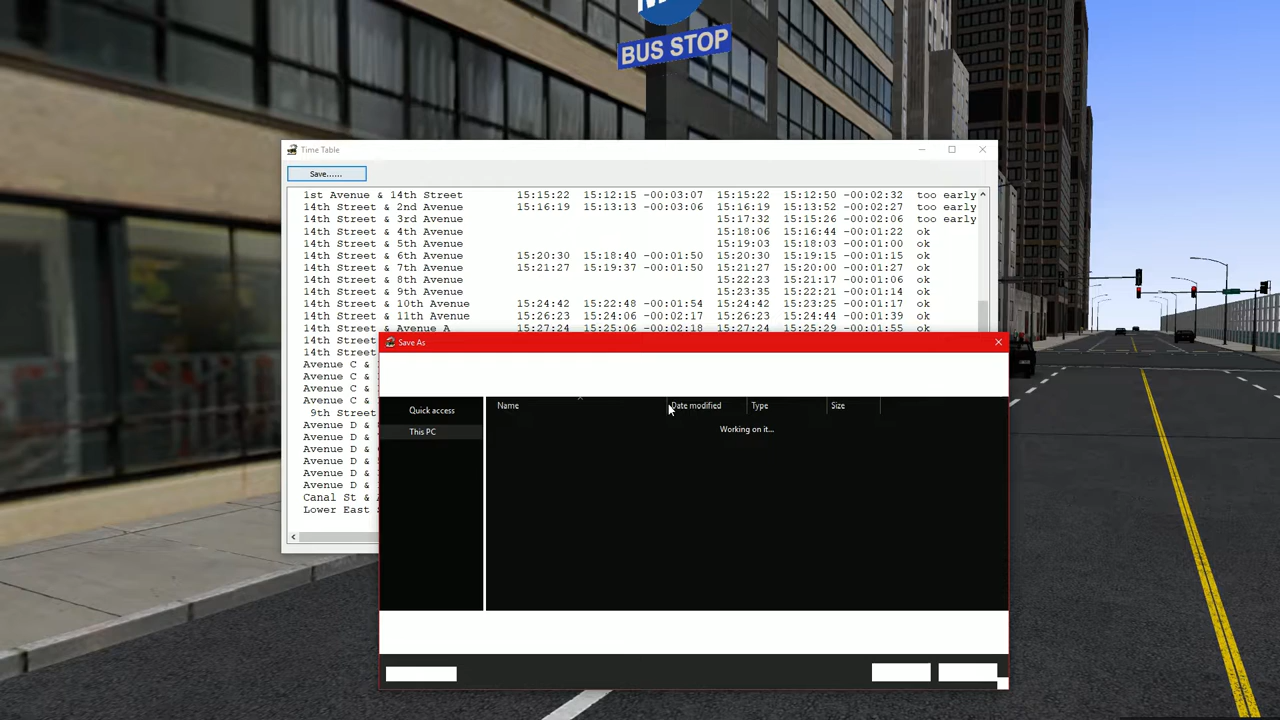 BUS STOP
Time Table
Save......
1st Avenue & 14th Street 15:15:22 15:12:15 -00:03:07 15:15:22 15:12:50 -00:02:32 too early
14th Street & 2nd Avenue 15:16:19 15:13:13 -00:03:06 15:16:19 15:13:52 -00:02:27 too early
14th Street & 3rd Avenue 15:17:32 15:15:26 -00:02:06 too early
14th Street & 4th Avenue 15:18:06 15:16:44 -00:01:22 ok
14th Street & 5th Avenue 15:19:03 15:18:03 -00:01:00 ok
14th Street & 6th Avenue 15:20:30 15:18:40 -00:01:50 15:20:30 15:19:15 -00:01:15 ok
14th Street & 7th Avenue 15:21:27 15:19:37 -00:01:50 15:21:27 15:20:00 -00:01:27 ok
14th Street & 8th Avenue 15:22:23 15:21:17 -00:01:06 ok
14th Street & 9th Avenue 15:23:35 15:22:21 -00:01:14 ok
14th Street & 10th Avenue 15:24:42 15:22:48 -00:01:54 15:24:42 15:23:25 -00:01:17 ok
14th Street & 11th Avenue 15:26:23 15:24:06 -00:02:17 15:26:23 15:24:44 -00:01:39 ok
14th Street & Avenue A 15:27:24 15:25:06 -00:02:18 15:27:24 15:25:29 -00:01:55 ok
14th Street
14th Street
Avenue C &
Avenue C &
Avenue C &
Avenue C &
9th Street
Avenue D &
Avenue D &
Avenue D &
Avenue D &
Avenue D &
Avenue D &
Canal St &
Lower East
Save As
Quick access
This PC
Name Date modified Type Size
Working on it...